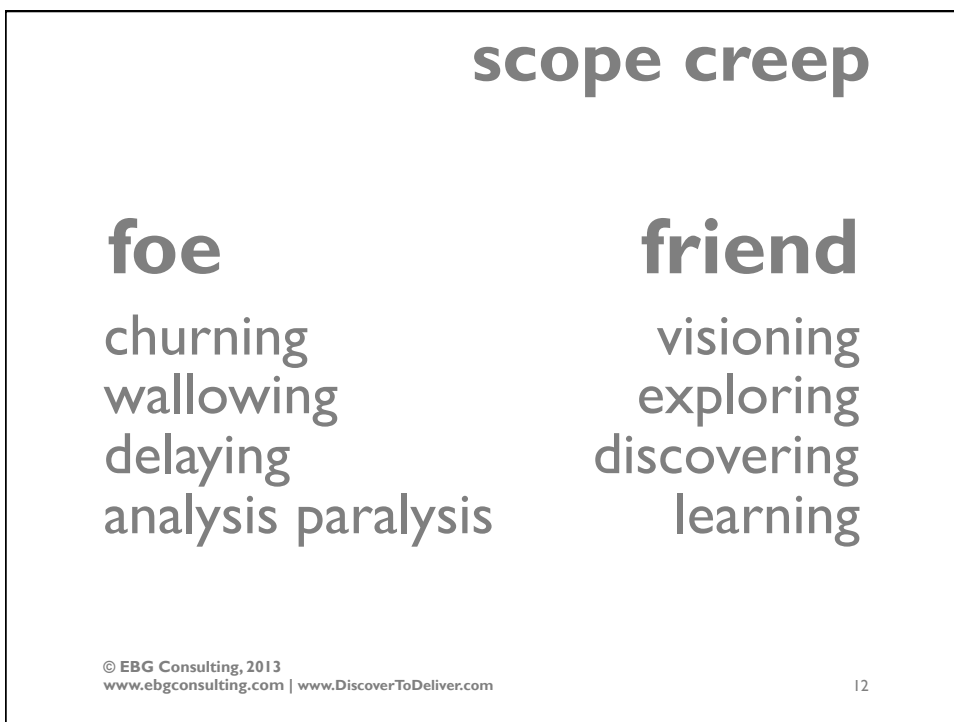 scope creep
foe
churning
wallowing
delaying
analysis paralysis
friend
visioning
exploring
discovering
learning
© EBG Consulting, 2013
www.ebgconsulting.com | www.DiscoverToDeliver.com
12